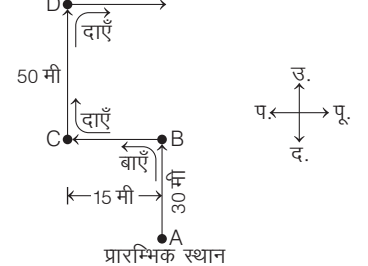 D
दाएँ
50 मी
उ.
प. पू.
द.
दाएँ
C B
बाएँ
15 मी
30 मी
A
प्रारम्भिक स्थान